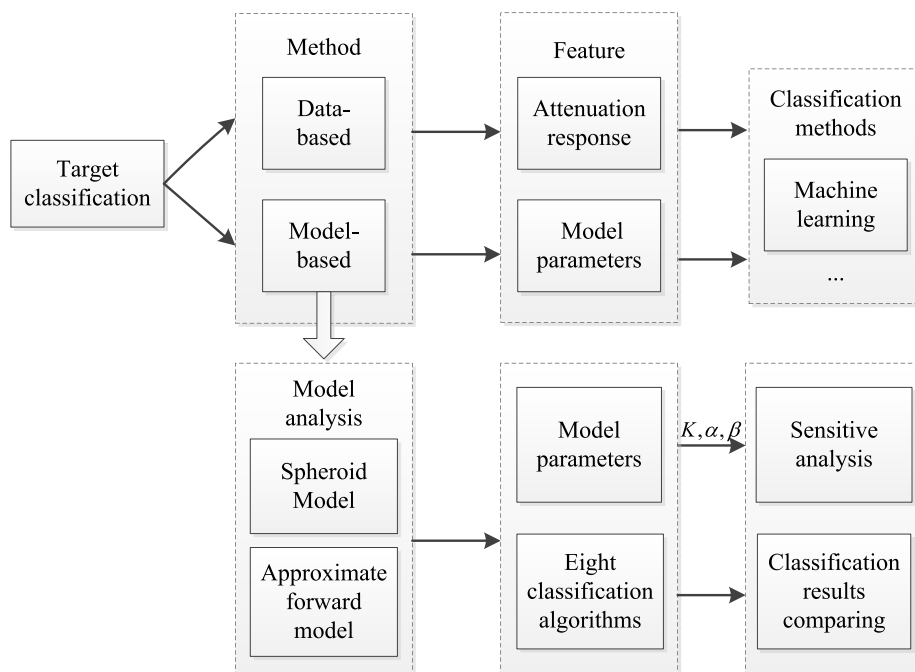 Target
classification
Method
Data-
based
Model-
based
Feature
Attenuation
response
Model
parameters
Classification
methods
Machine
learning
...
Model
analysis
Spheroid
Model
Approximate
forward
model
Model
parameters
Eight
classification
algorithms
K, α, β
Sensitive
analysis
Classification
results
comparing